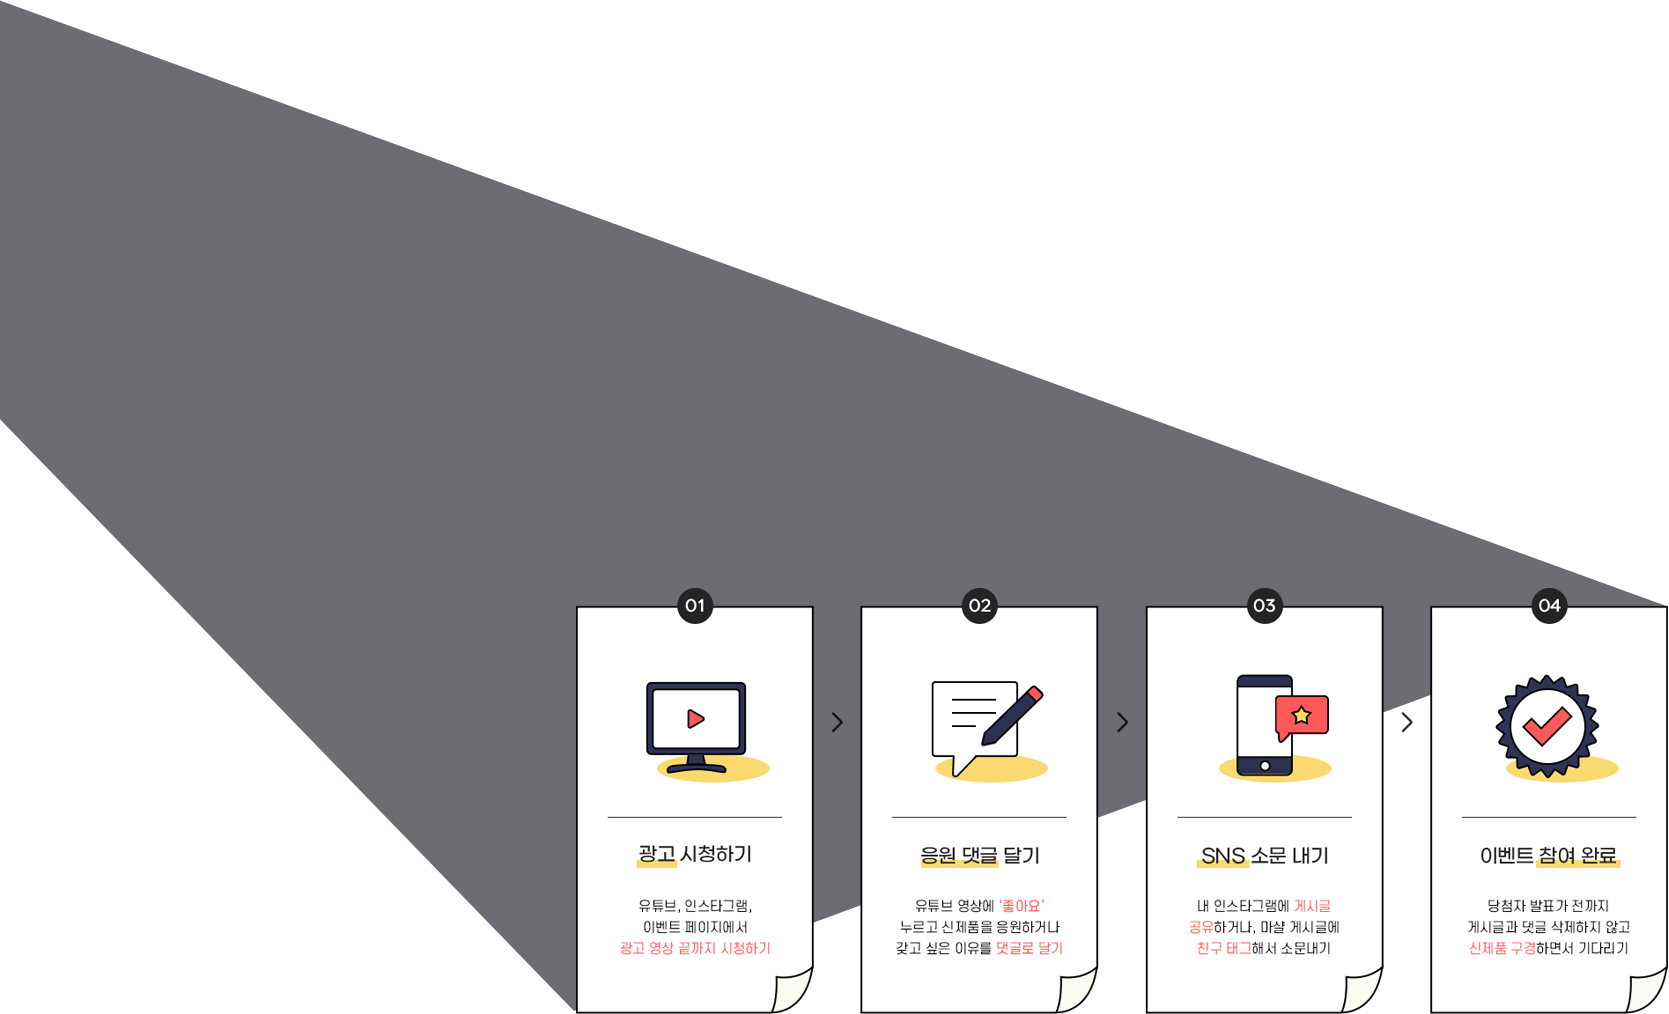 01
광고 시청하기
유튜브, 인스타그램,
이벤트 페이지에서
광고 영상 끝까지 시청하기
02
응원 댓글 달기
유튜브 영상에 '좋아요'
누르고 신제품을 응원하거나
갖고 싶은 이유를 댓글로 달기
03
SNS 소문 내기
내 인스타그램에 게시글
공유하거나, 마샬 게시글에
친구 태그해서 소문내기
04
이벤트 참여 완료
당첨자 발표가 전까지
게시글과 댓글 삭제하지 않고
신제품 구경하면서 기다리기